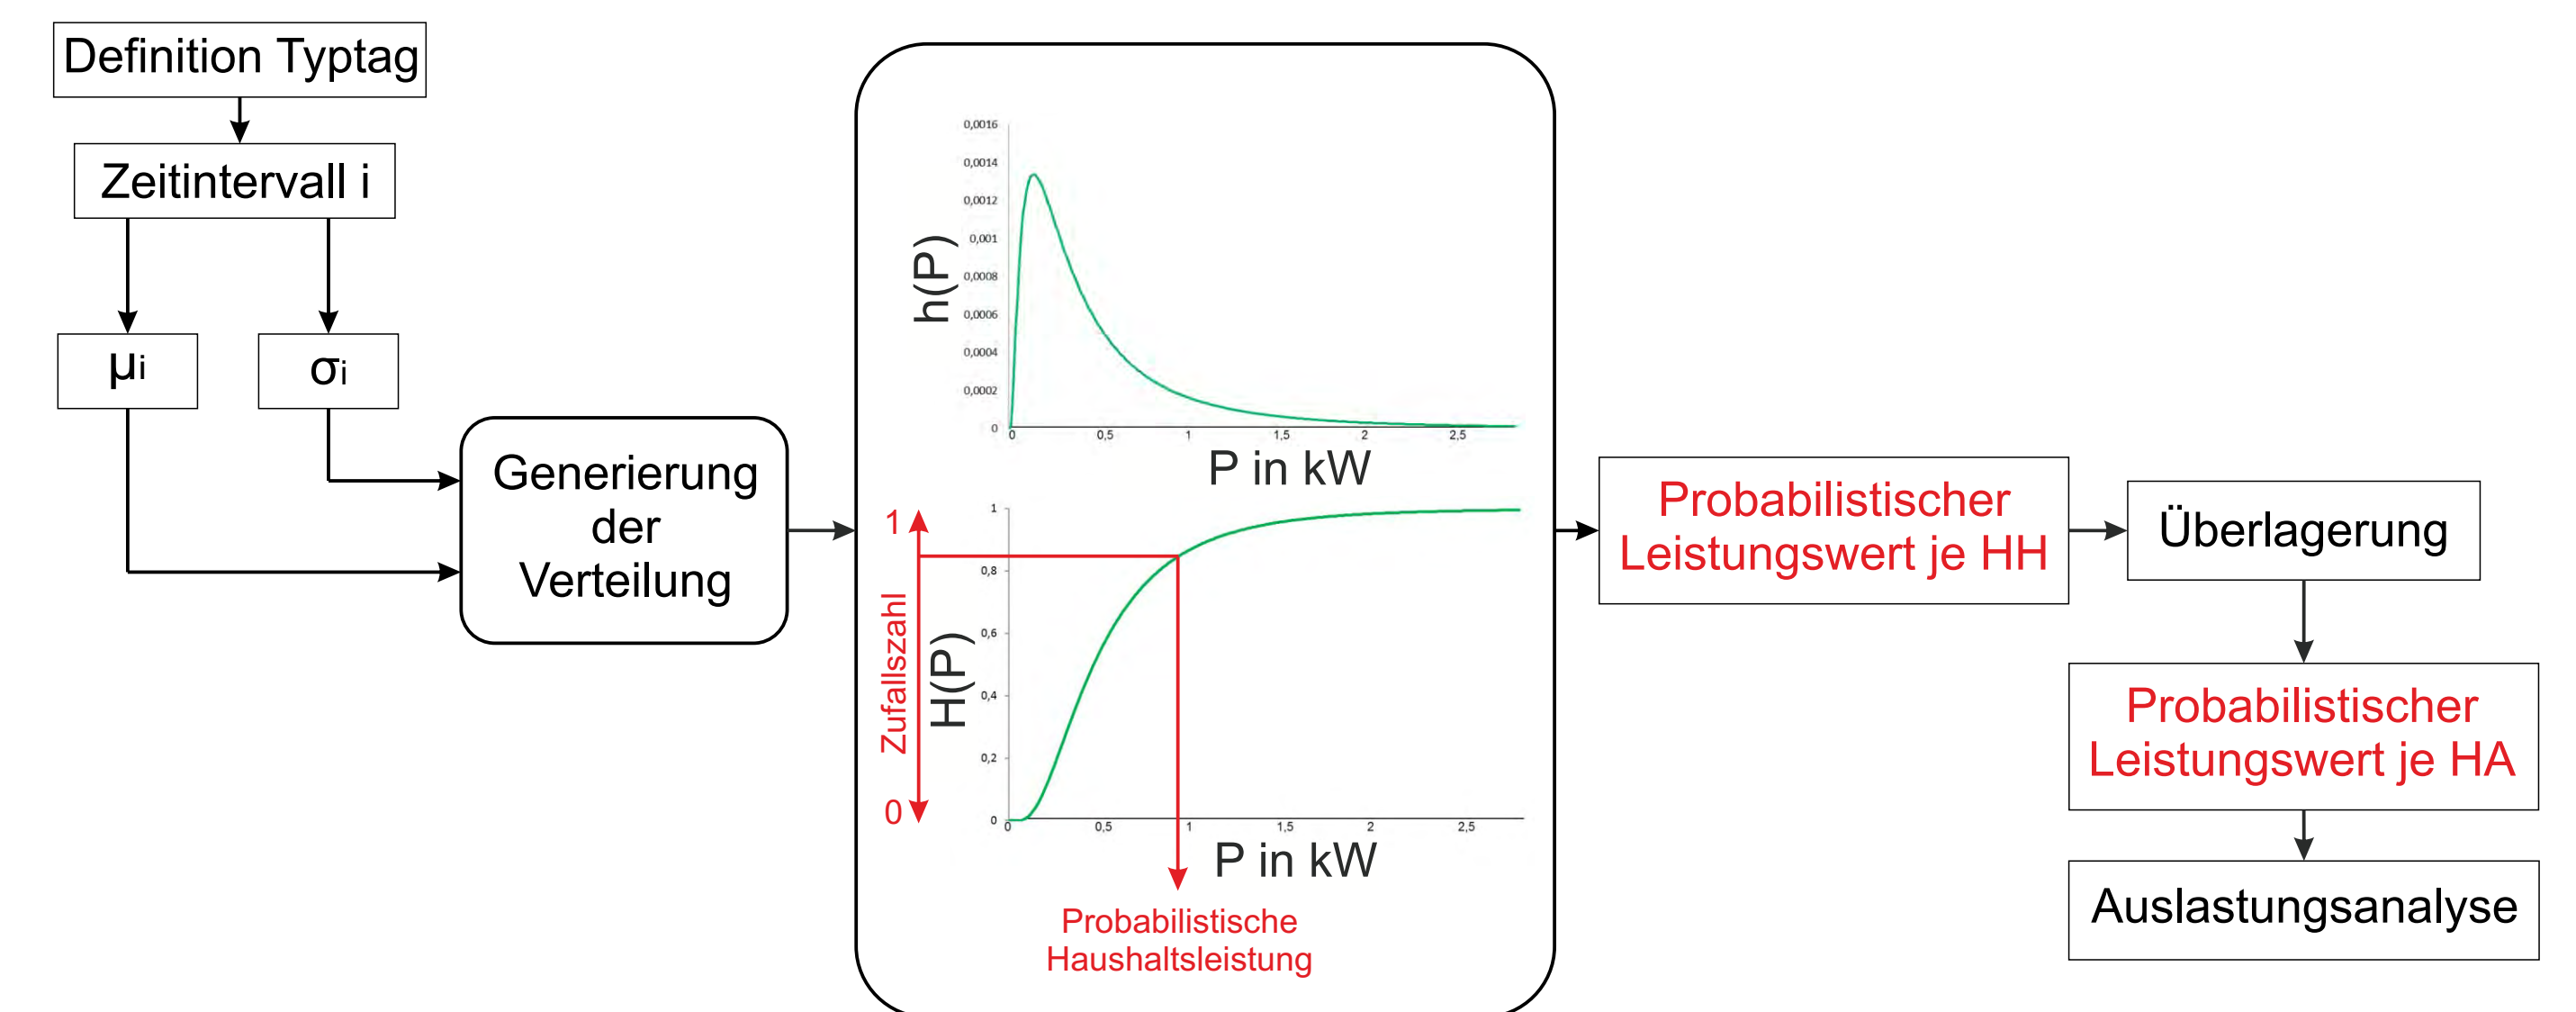 Definition Typtag
Zeitintervall i
μi
σi
Generierung
der
Verteilung
0,0016
0,0014
0,0012
0,001
0,0008
0,0006
0,0004
0,0002
0
h(P)
0
0,5
1
1,5
2
2,5
P in kW
1
0
Zufallszahl
H(P)
1
0,8
0,6
0,4
0,2
0
0
0,5
1
1,5
2
2,5
P in kW
Probabilistische
Haushaltsleistung
Probabilistischer
Leistungswert je HH
Überlagerung
Probabilistischer
Leistungswert je HA
Auslastungsanalyse